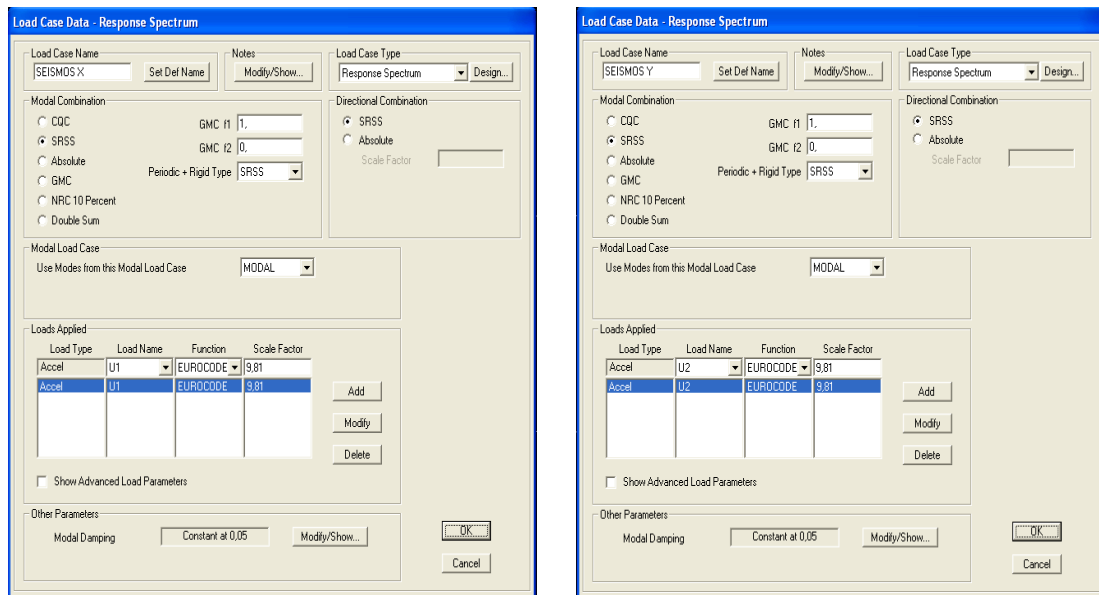 Load Case Data - Response Spectrum
Load Case Name
SEISMOS X
Set Def Name
Notes
Modify/Show...
Load Case Type
Response Spectrum
Design...
Modal Combination
CQC
SRSS
Absolute
GMC
NRC 10 Percent
Double Sum
GMC f1 1,
GMC f2 0,
Periodic + Rigid Type SRSS
Directional Combination
SRSS
Absolute
Scale Factor
Modal Load Case
Use Modes from this Modal Load Case MODAL
Loads Applied
Load Type Load Name Function Scale Factor
Accel U1 EUROCODE 9,81
Accel U1 EUROCODE 9,81
Add
Modify
Delete
Show Advanced Load Parameters
Other Parameters
Modal Damping Constant at 0,05 Modify/Show...
OK
Cancel
Load Case Data - Response Spectrum
Load Case Name
SEISMOS Y
Set Def Name
Notes
Modify/Show...
Load Case Type
Response Spectrum
Design...
Modal Combination
CQC
SRSS
Absolute
GMC
NRC 10 Percent
Double Sum
GMC f1 1,
GMC f2 0,
Periodic + Rigid Type SRSS
Directional Combination
SRSS
Absolute
Scale Factor
Modal Load Case
Use Modes from this Modal Load Case MODAL
Loads Applied
Load Type Load Name Function Scale Factor
Accel U2 EUROCODE 9,81
Accel U2 EUROCODE 9,81
Add
Modify
Delete
Show Advanced Load Parameters
Other Parameters
Modal Damping Constant at 0,05 Modify/Show...
OK
Cancel